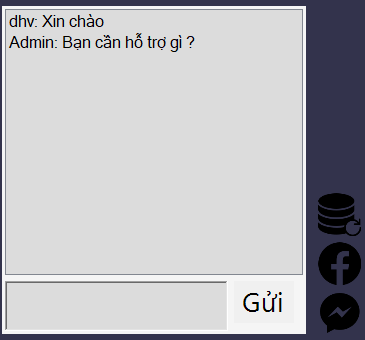 dhv: Xin chào
Admin: Bạn cần hỗ trợ gì ?
Gửi